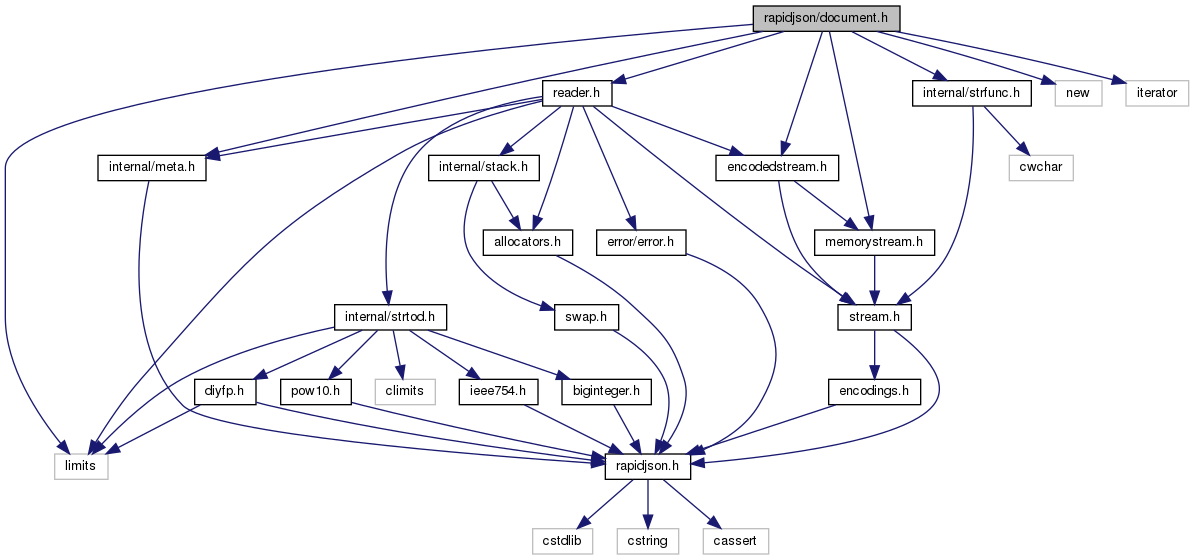 rapidjson/document.h
reader.h
internal/strfunc.h
new
iterator
internal/meta.h
internal/stack.h
encodedstream.h
cwchar
allocators.h
error/error.h
memorystream.h
internal/strtod.h
swap.h
stream.h
diyfp.h
pow10.h
climits
ieee754.h
biginteger.h
encodings.h
limits
rapidjson.h
cstdlib
cstring
cassert